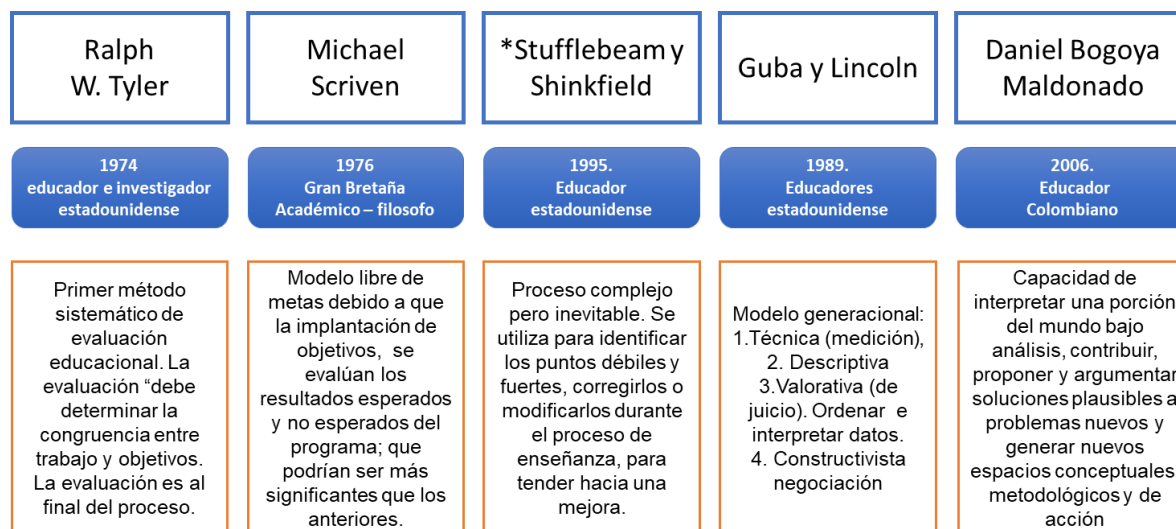 Ralph
W. Tyler
1974
educador e investigador
estadounidense
Primer método
sistemático de
evaluación
educacional. La
evaluación “debe
determinar la
congruencia entre
trabajo y objetivos.
La evaluación es al
final del proceso.
Michael
Scriven
1976
Gran Bretaña
Académico – filosofo
Modelo libre de
metas debido a que
la implantación de
objetivos, se
evalúan los
resultados esperados
y no esperados del
programa; que
podrían ser más
significantes que los
anteriores.
*Stufflebeam y
Shinkfield
1995.
Educador
estadounidense
Proceso complejo
pero inevitable. Se
utiliza para identificar
los puntos débiles y
fuertes, corregirlos o
modificarlos durante
el proceso de
enseñanza, para
tender hacia una
mejora.
Guba y Lincoln
1989.
Educadores
estadounidense
Modelo generacional:
1.Técnica (medición),
2. Descriptiva
3.Valorativa (de
juicio). Ordenar e
interpretar datos.
4. Constructivista
negociación
Daniel Bogoya
Maldonado
2006.
Educador
Colombiano
Capacidad de
interpretar una porción
del mundo bajo
análisis, contribuir,
proponer y argumentar
soluciones plausibles a
problemas nuevos y
generar nuevos
espacios conceptuales
metodológicos y de
acción